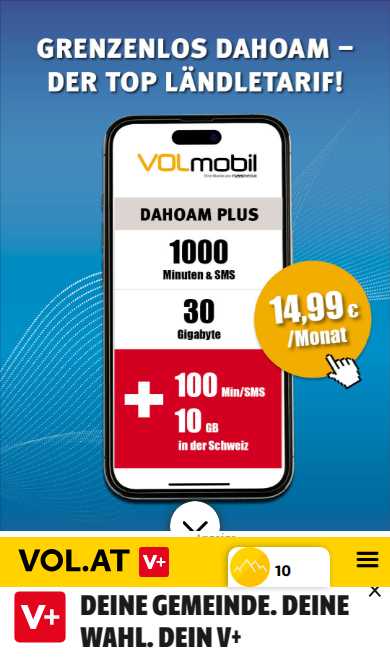 GRENZENLOS DAHOAM –
DER TOP LÄNDLETARIF!
VOLmobil
DAHOAM PLUS
1000
Minuten & SMS
30
Gigabyte
14,99 €
/Monat
100 Min/SMS
10 GB
in der Schweiz
Anzeige
VOL.AT V+
10
V+
DEINE GEMEINDE. DEINE
WAHL. DEIN V+